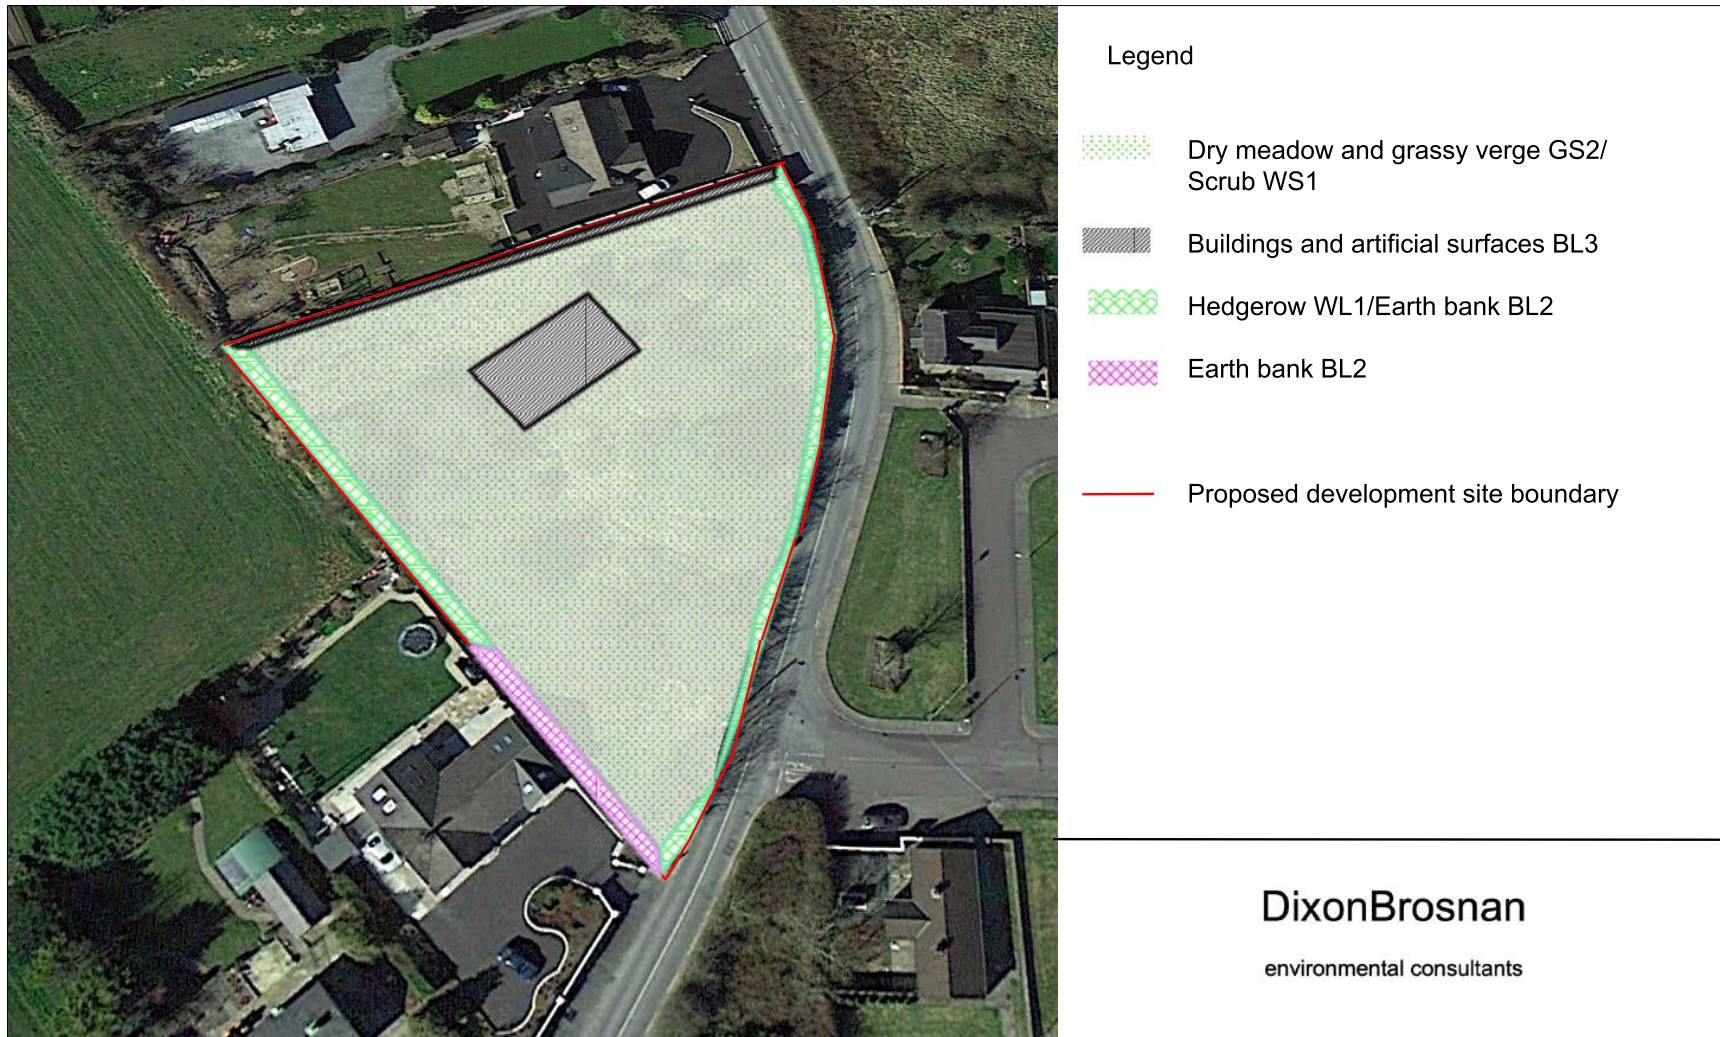 Legend
Dry meadow and grassy verge GS2/
Scrub WS1
Buildings and artificial surfaces BL3
Hedgerow WL1/Earth bank BL2
Earth bank BL2
Proposed development site boundary
DixonBrosnan
environmental consultants